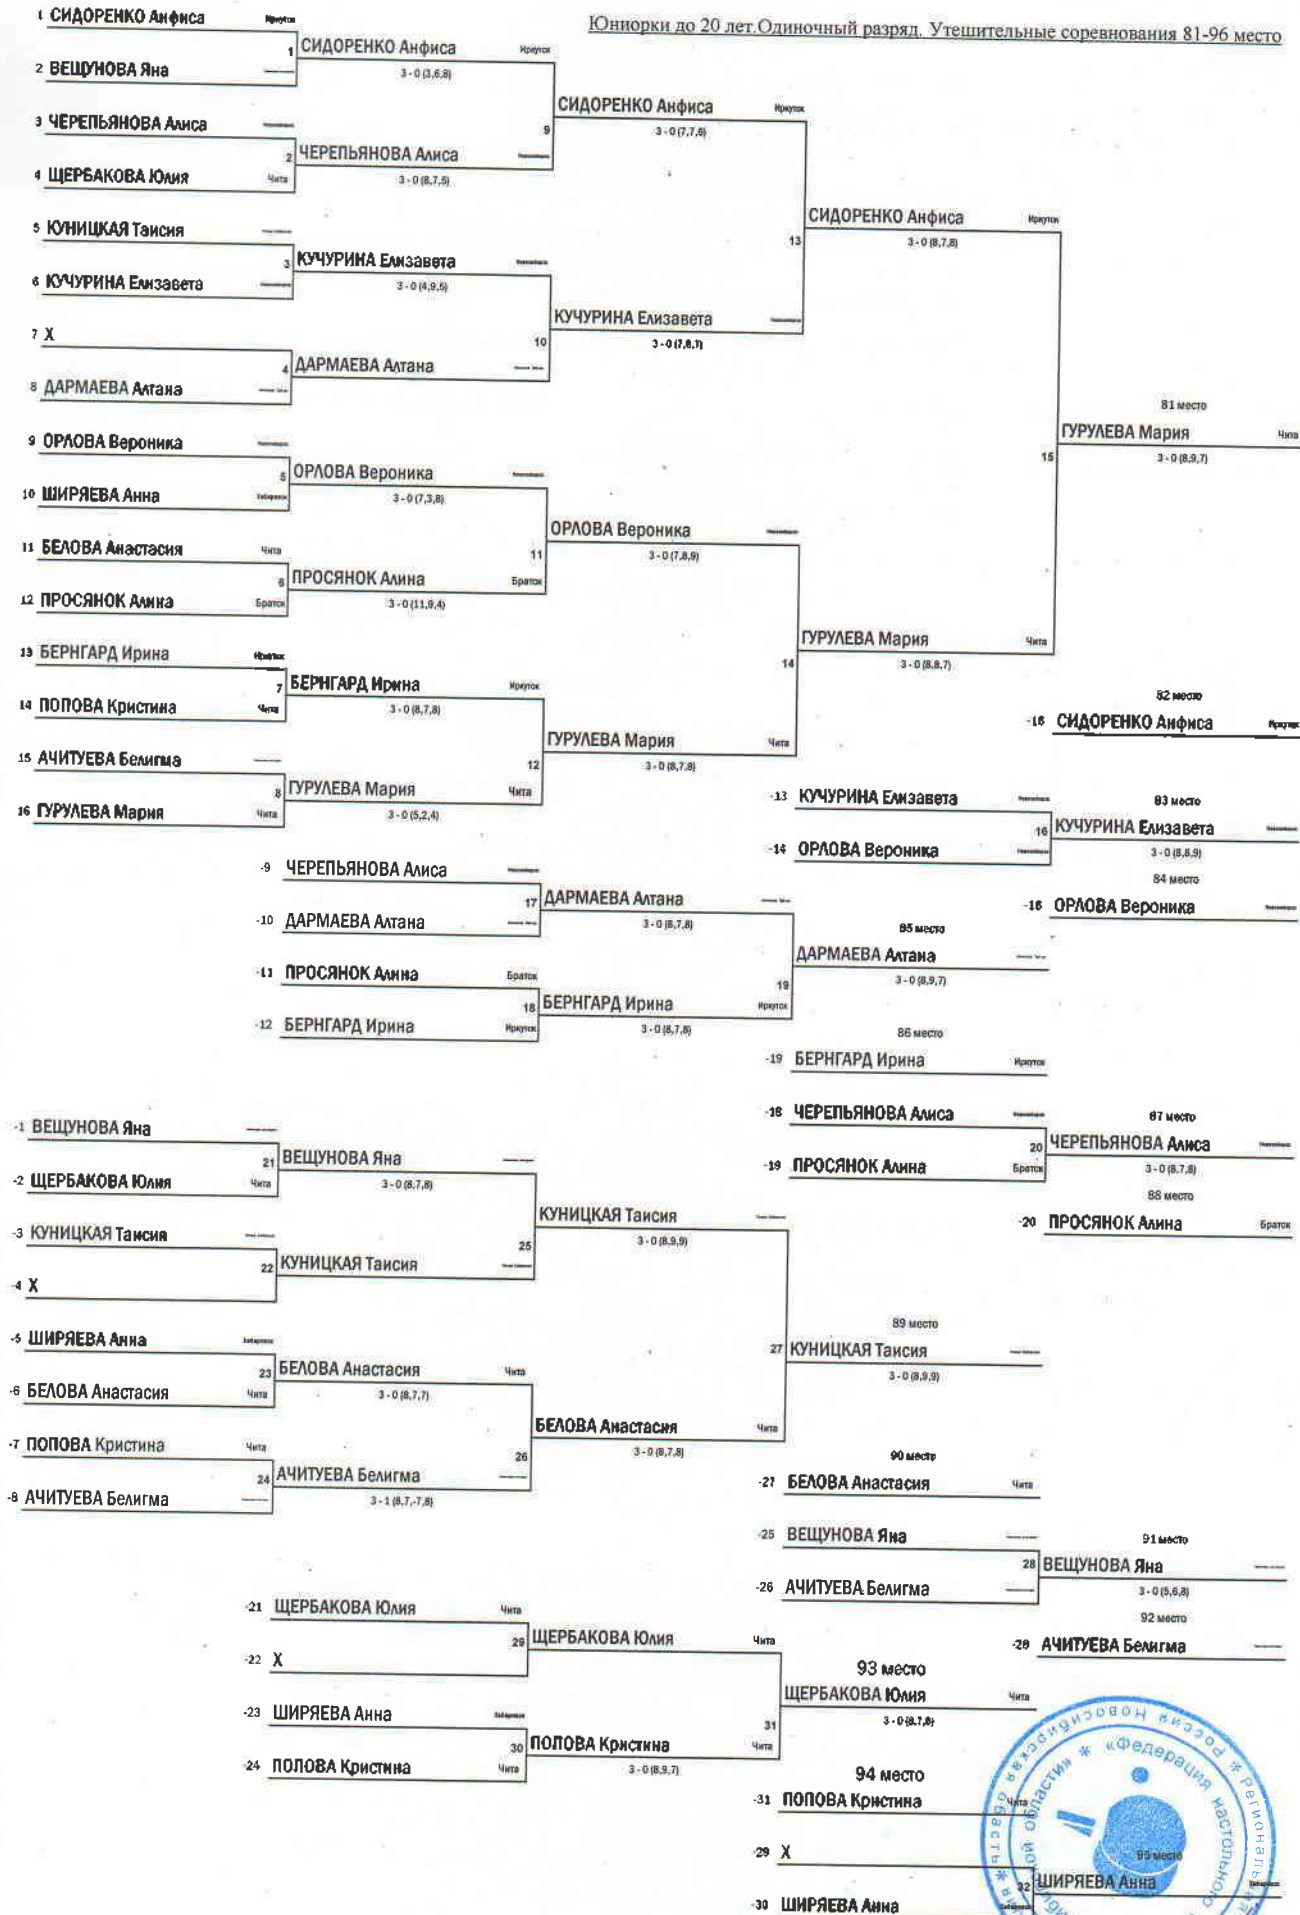 Юниорки до 20 лет.Одиночный разряд. Утешительные соревнования 81-96 место
1 СИДОРЕНКО Анфиса Иркутск
1 СИДОРЕНКО Анфиса Иркутск
3 - 0 (3,6,8)
2 ВЕЩУНОВА Яна
СИДОРЕНКО Анфиса Иркутск
9
3 - 0 (7,7,6)
3 ЧЕРЕПЬЯНОВА Алиса
2 ЧЕРЕПЬЯНОВА Алиса
3 - 0 (8,7,5)
4 ЩЕРБАКОВА Юлия Чита
СИДОРЕНКО Анфиса Иркутск
13
3 - 0 (8,7,8)
5 КУНИЦКАЯ Таисия
3 КУЧУРИНА Елизавета
3 - 0 (4,9,5)
6 КУЧУРИНА Елизавета
КУЧУРИНА Елизавета
10
3 - 0 (7,8,7)
7 X
4 ДАРМАЕВА Алтана
8 ДАРМАЕВА Алтана
81 место
15 ГУРУЛЕВА Мария Чита
3 - 0 (8,9,7)
9 ОРЛОВА Вероника
5 ОРЛОВА Вероника
3 - 0 (7,3,8)
10 ШИРЯЕВА Анна Хабаровск
ОРЛОВА Вероника
11
3 - 0 (7,8,9)
11 БЕЛОВА Анастасия Чита
6 ПРОСЯНОК Алина Братск
3 - 0 (11,9,4)
12 ПРОСЯНОК Алина Братск
ГУРУЛЕВА Мария Чита
14
3 - 0 (8,8,7)
13 БЕРНГАРД Ирина Иркутск
7 БЕРНГАРД Ирина Иркутск
3 - 0 (8,7,8)
14 ПОПОВА Кристина Чита
82 место
-15 СИДОРЕНКО Анфиса Иркутск
ГУРУЛЕВА Мария Чита
12
3 - 0 (8,7,8)
15 АЧИТУЕВА Белигма
8 ГУРУЛЕВА Мария Чита
3 - 0 (5,2,4)
16 ГУРУЛЕВА Мария Чита
-13 КУЧУРИНА Елизавета
83 место
16 КУЧУРИНА Елизавета
3 - 0 (8,8,9)
-14 ОРЛОВА Вероника
84 место
-16 ОРЛОВА Вероника
-9 ЧЕРЕПЬЯНОВА Алиса
17 ДАРМАЕВА Алтана
3 - 0 (8,7,8)
-10 ДАРМАЕВА Алтана
85 место
19 ДАРМАЕВА Алтана
3 - 0 (8,9,7)
-11 ПРОСЯНОК Алина Братск
18 БЕРНГАРД Ирина Иркутск
3 - 0 (8,7,8)
-12 БЕРНГАРД Ирина Иркутск
86 место
-19 БЕРНГАРД Ирина Иркутск
-18 ЧЕРЕПЬЯНОВА Алиса
87 место
20 ЧЕРЕПЬЯНОВА Алиса
3 - 0 (8,7,8)
-19 ПРОСЯНОК Алина Братск
88 место
-20 ПРОСЯНОК Алина Братск
-1 ВЕЩУНОВА Яна
21 ВЕЩУНОВА Яна
3 - 0 (8,7,8)
-2 ЩЕРБАКОВА Юлия Чита
КУНИЦКАЯ Таисия
25
3 - 0 (8,9,9)
-3 КУНИЦКАЯ Таисия
22 КУНИЦКАЯ Таисия
-4 X
89 место
27 КУНИЦКАЯ Таисия
3 - 0 (8,9,9)
-5 ШИРЯЕВА Анна Хабаровск
23 БЕЛОВА Анастасия Чита
3 - 0 (8,7,7)
-6 БЕЛОВА Анастасия Чита
БЕЛОВА Анастасия Чита
26
3 - 0 (8,7,8)
-7 ПОПОВА Кристина Чита
24 АЧИТУЕВА Белигма
3 - 1 (8,7,-7,8)
-8 АЧИТУЕВА Белигма
90 место
-27 БЕЛОВА Анастасия Чита
-25 ВЕЩУНОВА Яна
91 место
28 ВЕЩУНОВА Яна
3 - 0 (5,6,8)
-26 АЧИТУЕВА Белигма
92 место
-28 АЧИТУЕВА Белигма
-21 ЩЕРБАКОВА Юлия Чита
29 ЩЕРБАКОВА Юлия Чита
-22 X
93 место
31 ЩЕРБАКОВА Юлия Чита
3 - 0 (8,7,8)
-23 ШИРЯЕВА Анна Хабаровск
30 ПОПОВА Кристина Чита
3 - 0 (8,9,7)
-24 ПОПОВА Кристина Чита
94 место
-31 ПОПОВА Кристина Чита
-29 X
95 место
32 ШИРЯЕВА Анна Хабаровск
-30 ШИРЯЕВА Анна Хабаровск
Россия Новосибирская область * Региональная
«Федерация настольного
области» *